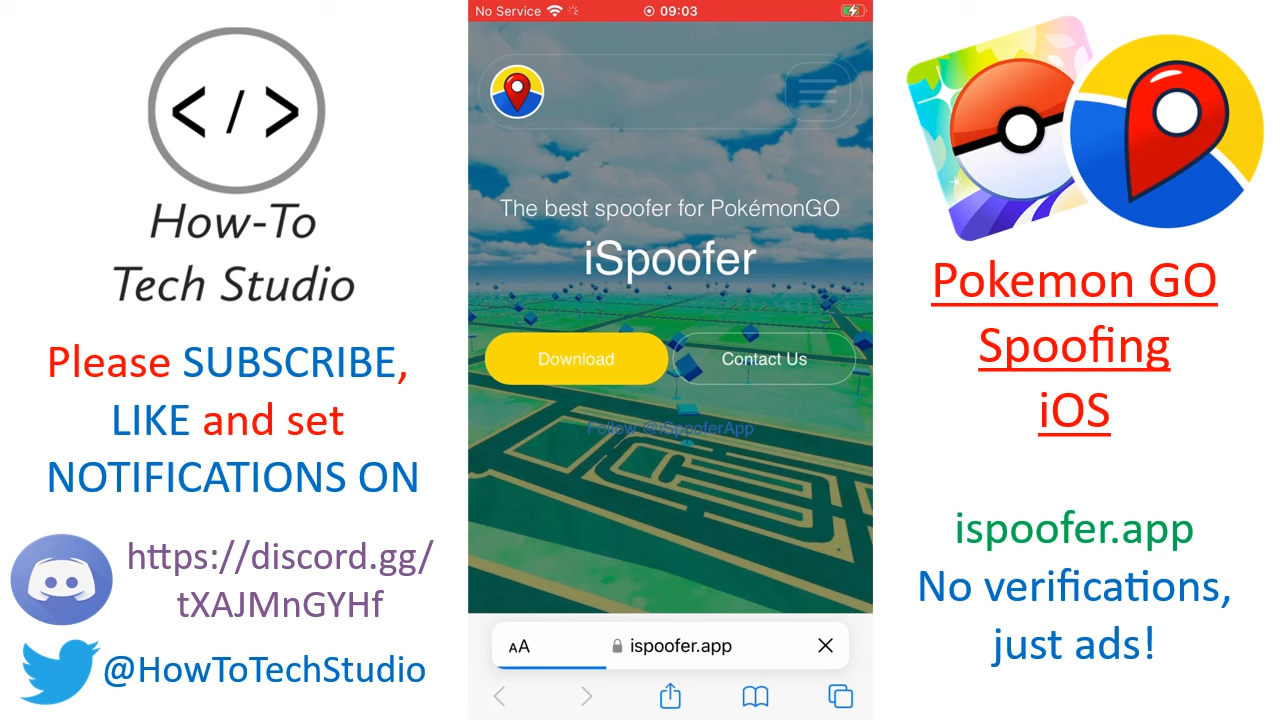 </>
How-To
Tech Studio
Please SUBSCRIBE,
LIKE and set
NOTIFICATIONS ON
https://discord.gg/
tXAJMnGYHf
@HowToTechStudio
No Service
09:03
The best spoofer for PokémonGO
iSpoofer
Download
Contact Us
Follow @iSpooferApp
AA
ispoofer.app
Pokemon GO
Spoofing
iOS
ispoofer.app
No verifications,
just ads!